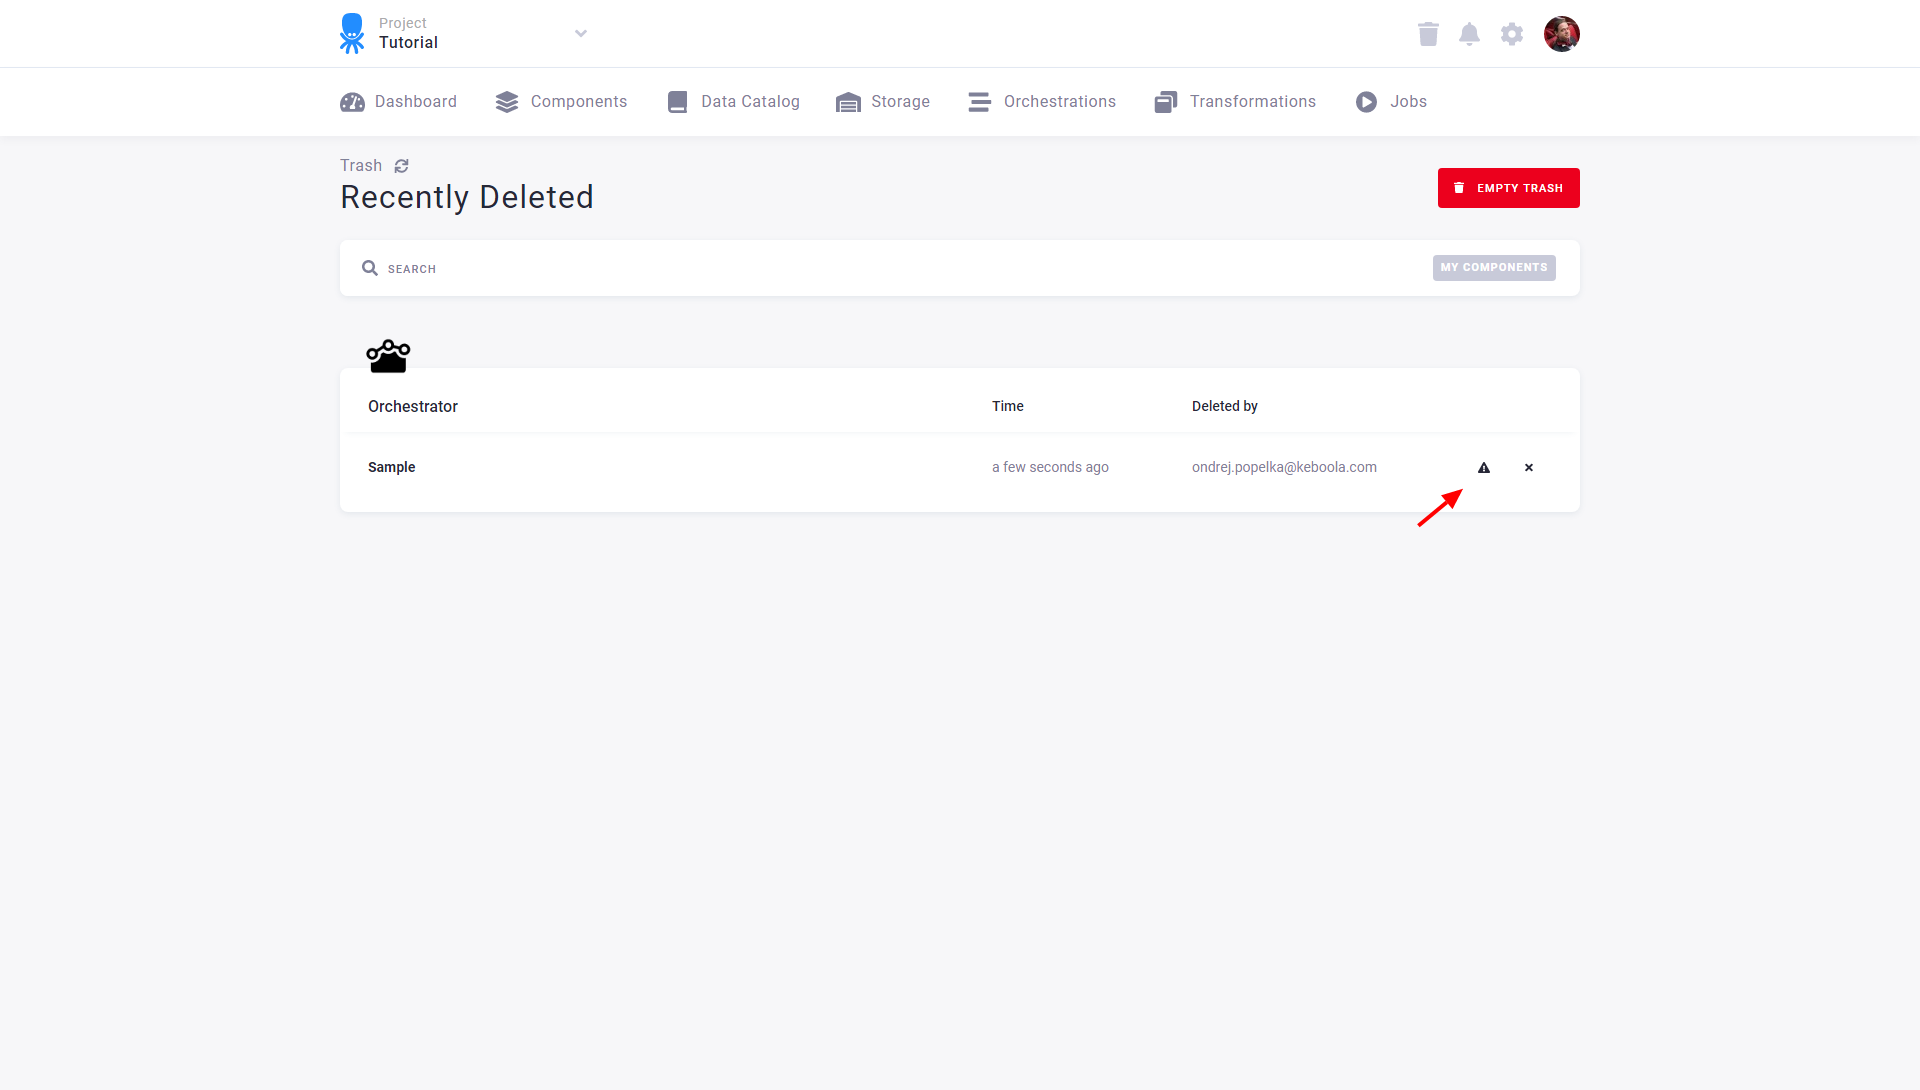 Project
Tutorial
Dashboard
Components
Data Catalog
Storage
Orchestrations
Transformations
Jobs
Trash
Recently Deleted
EMPTY TRASH
SEARCH
MY COMPONENTS
Orchestrator
Time
Deleted by
Sample
a few seconds ago
ondrej.popelka@keboola.com